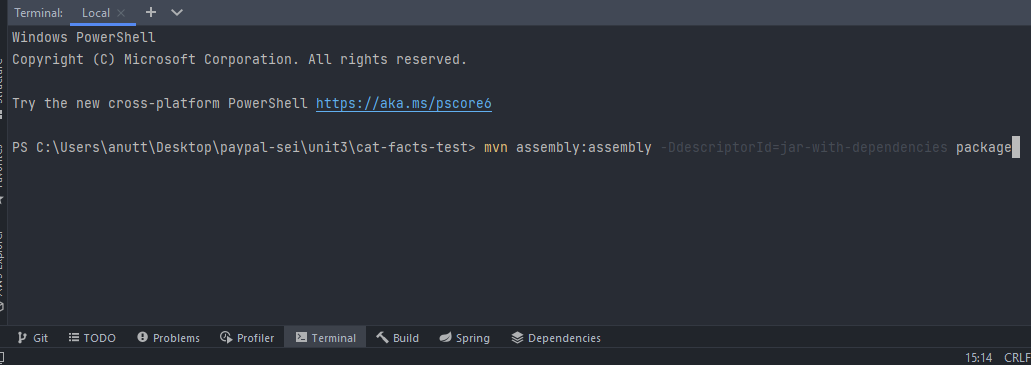 Terminal: Local
Windows PowerShell
Copyright (C) Microsoft Corporation. All rights reserved.
Try the new cross-platform PowerShell https://aka.ms/pscore6
PS C:\Users\anutt\Desktop\paypal-sei\unit3\cat-facts-test> mvn assembly:assembly -DdescriptorId=jar-with-dependencies package
Git TODO Problems Profiler Terminal Build Spring Dependencies
15:14 CRLF